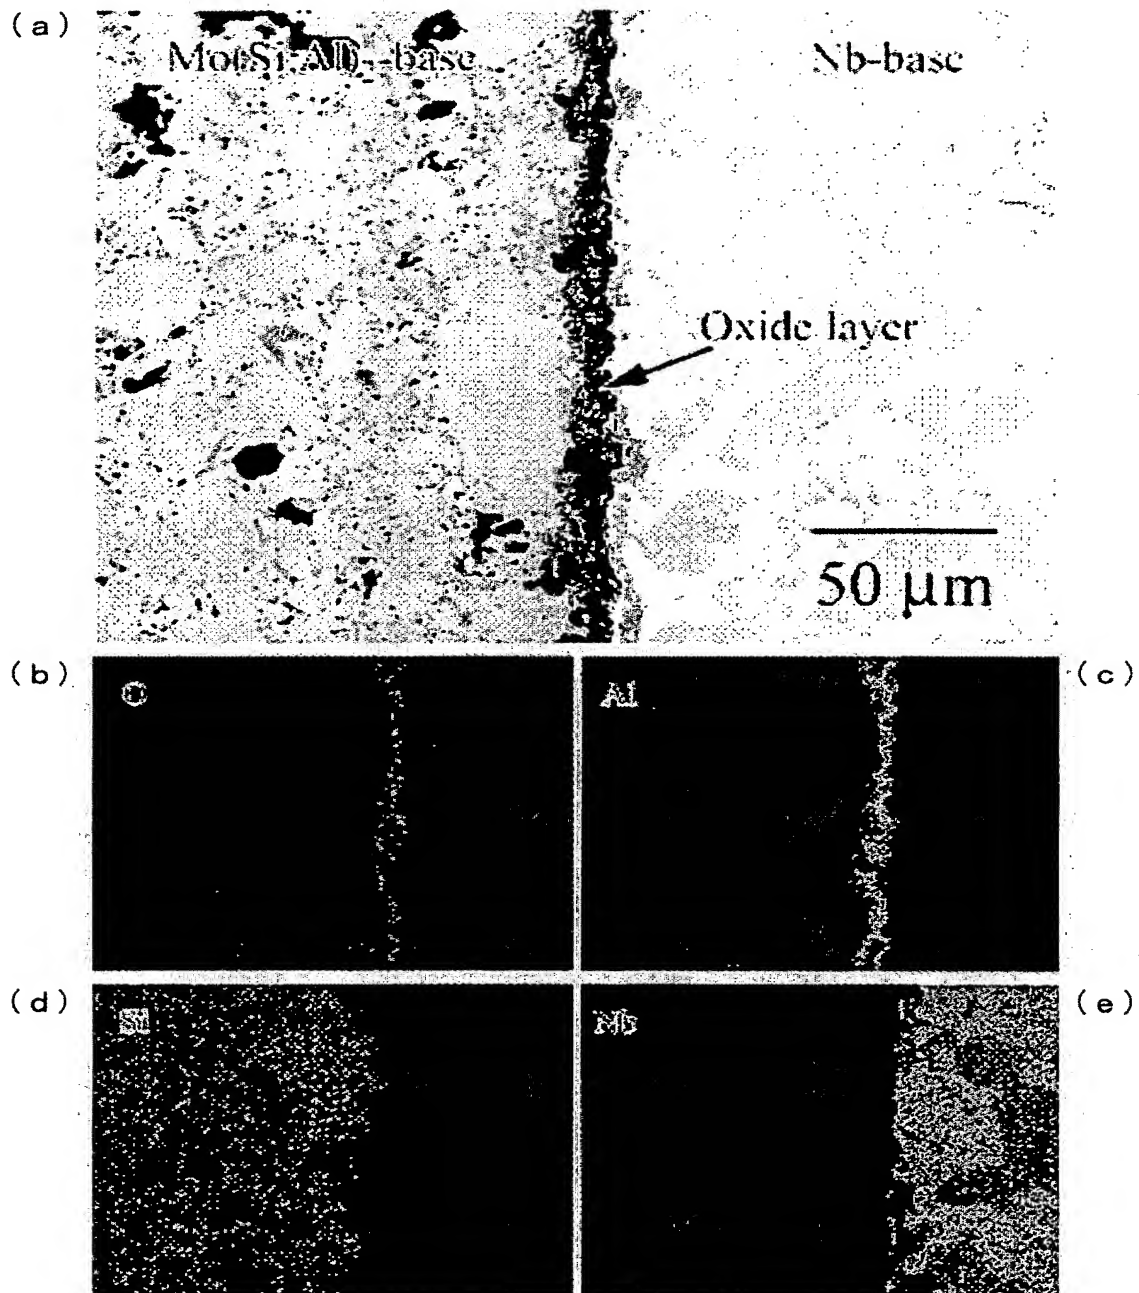 (a)
Mo(Si,Al)₂-base
Nb-base
Oxide layer
50 μm
(b)
O
Al
(c)
(d)
Si
Nb
(e)